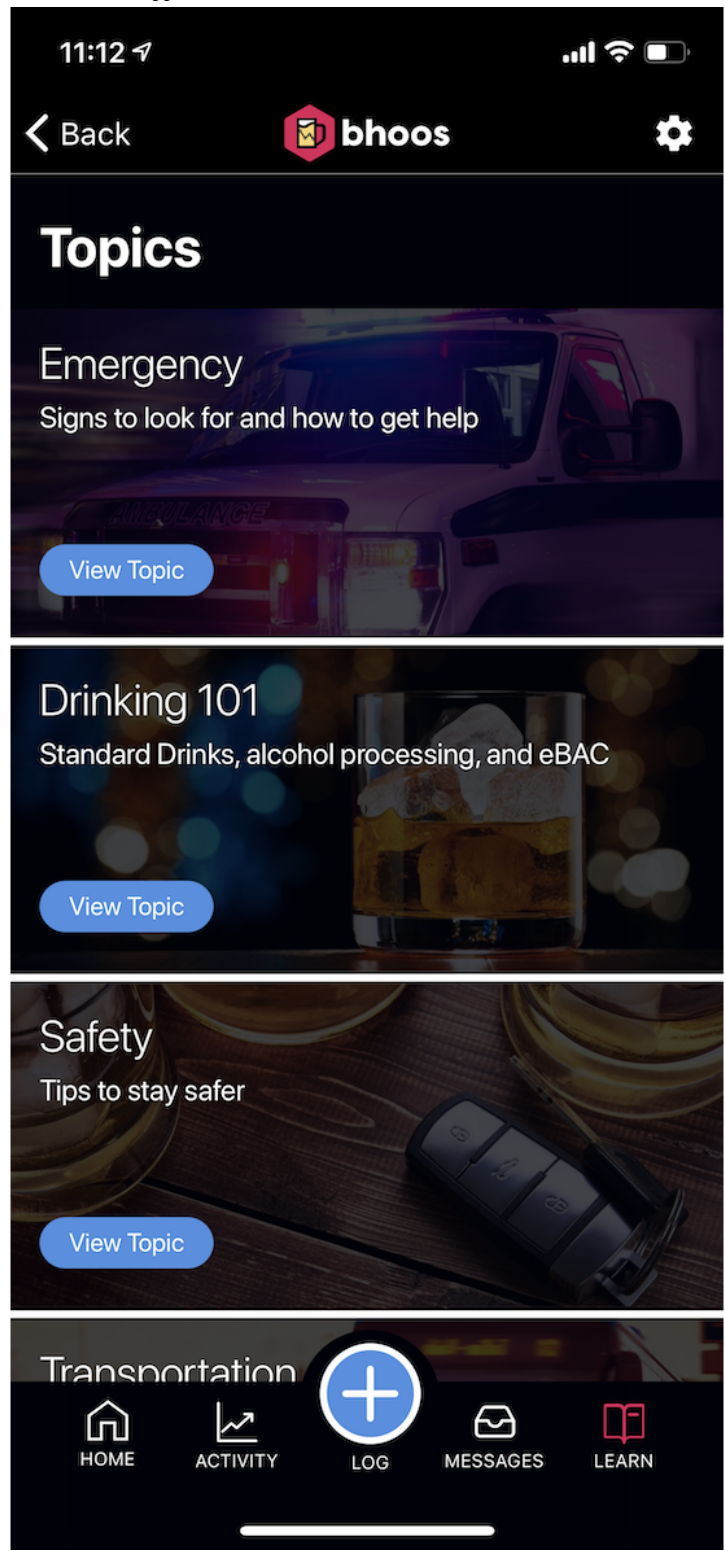 11:12
Back
bhoos
Topics
Emergency
Signs to look for and how to get help
AMBULANCE
View Topic
Drinking 101
Standard Drinks, alcohol processing, and eBAC
View Topic
Safety
Tips to stay safer
View Topic
Transportation
HOME
ACTIVITY
LOG
MESSAGES
LEARN